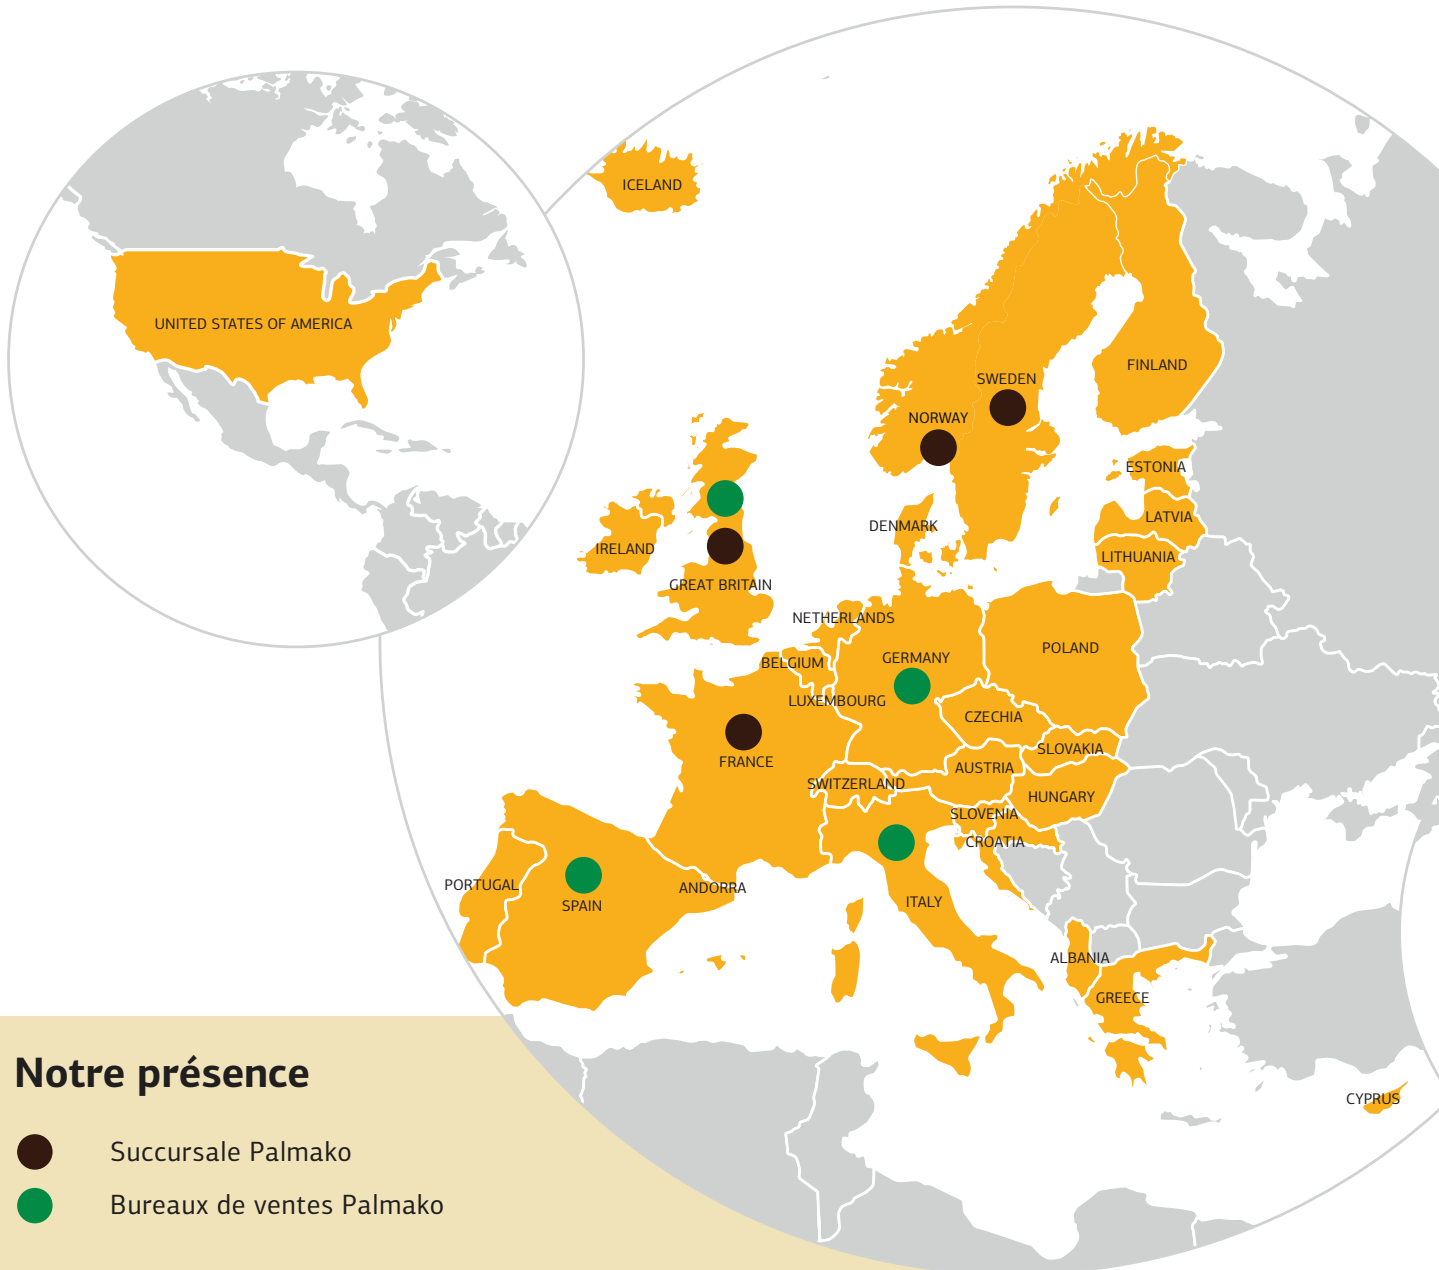 ICELAND
UNITED STATES OF AMERICA
FINLAND
SWEDEN
NORWAY
ESTONIA
LATVIA
DENMARK
IRELAND
LITHUANIA
GREAT BRITAIN
NETHERLANDS
POLAND
GERMANY
BELGIUM
LUXEMBOURG
CZECHIA
SLOVAKIA
FRANCE
AUSTRIA
SWITZERLAND
HUNGARY
SLOVENIA
CROATIA
PORTUGAL
ANDORRA
SPAIN
ITALY
ALBANIA
GREECE
CYPRUS
Notre présence
Succursale Palmako
Bureaux de ventes Palmako